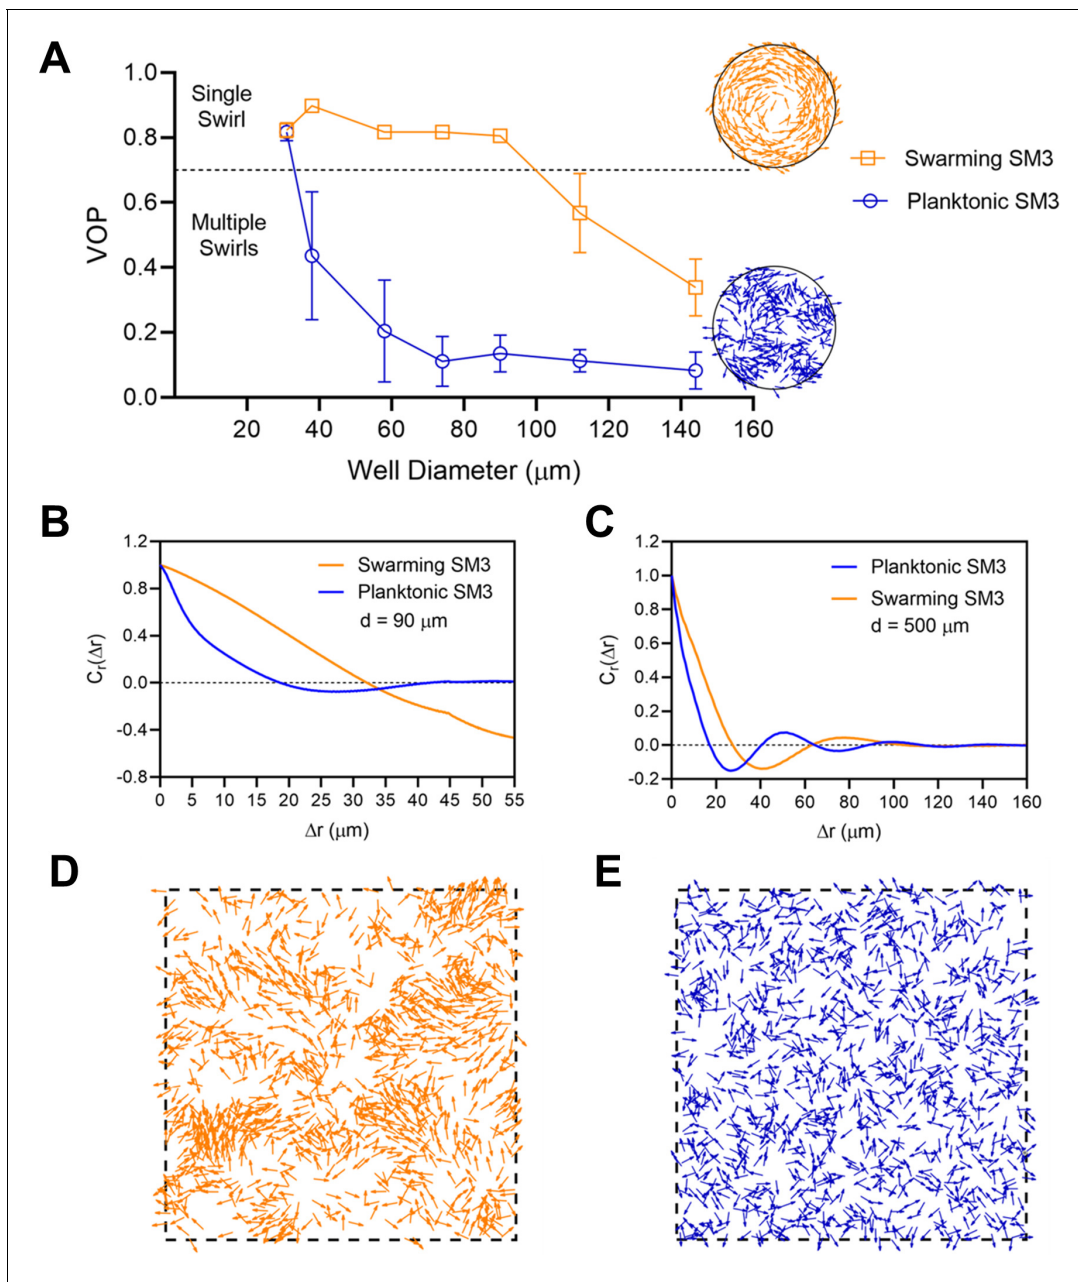 A
1.0
0.8
0.6
0.4
0.2
0.0
VOP
Single
Swirl
Multiple
Swirls
20 40 60 80 100 120 140 160
Well Diameter (μm)
Swarming SM3
Planktonic SM3
B
1.2
0.8
0.4
0.0
-0.4
-0.8
Cr(Δr)
Swarming SM3
Planktonic SM3
d = 90 μm
0 5 10 15 20 25 30 35 40 45 50 55
Δr (μm)
C
1.2
1.0
0.8
0.6
0.4
0.2
0.0
-0.2
Cr(Δr)
Planktonic SM3
Swarming SM3
d = 500 μm
0 20 40 60 80 100 120 140 160
Δr (μm)
D
E